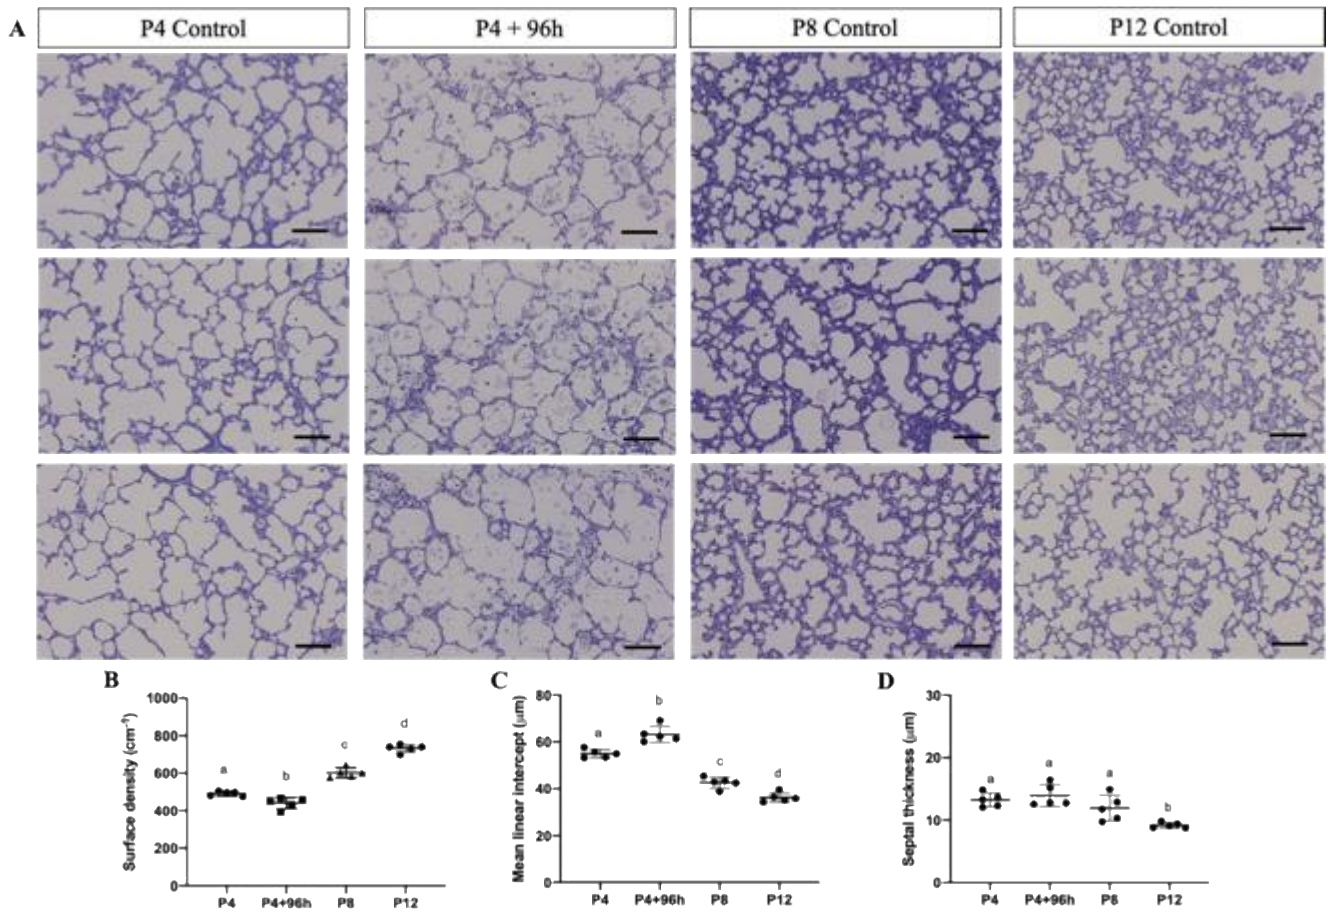 A
P4 Control
P4 + 96h
P8 Control
P12 Control
B
Surface density (cm⁻¹)
1000
800
600
400
200
0
a
b
c
d
P4
P4+96h
P8
P12
C
Mean linear intercept (µm)
80
60
40
20
0
a
b
c
d
P4
P4+96h
P8
P12
D
Septal thickness (µm)
30
20
10
0
a
a
a
b
P4
P4+96h
P8
P12